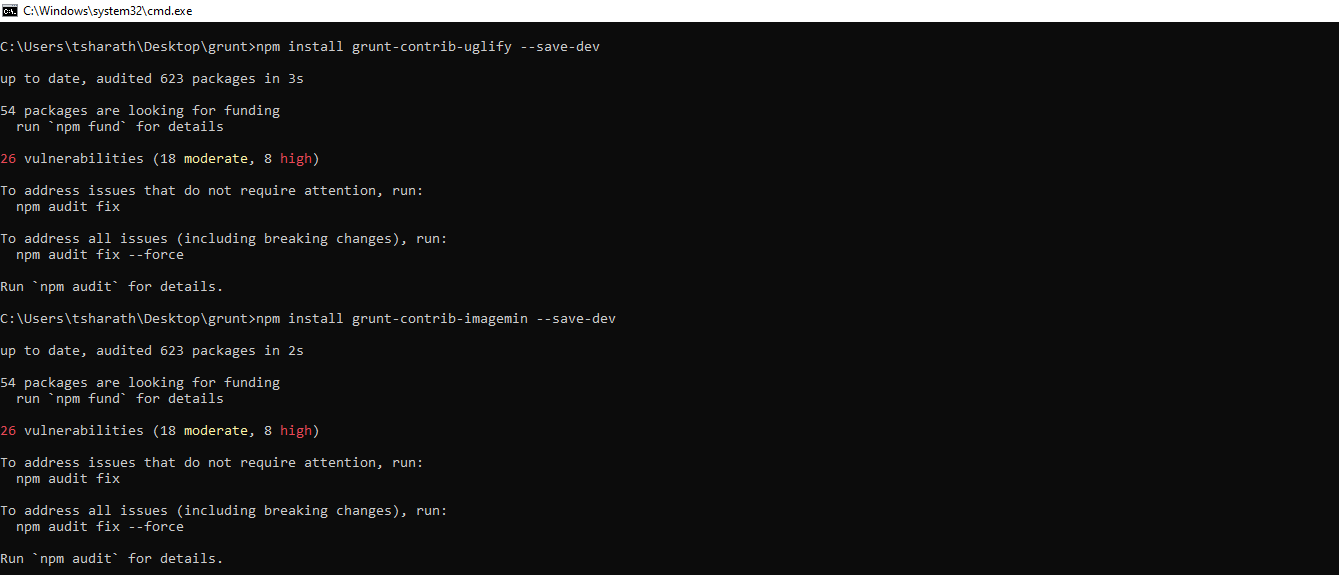 C:\Windows\system32\cmd.exe
C:\Users\tsharath\Desktop\grunt>npm install grunt-contrib-uglify --save-dev
up to date, audited 623 packages in 3s
54 packages are looking for funding
  run `npm fund` for details
26 vulnerabilities (18 moderate, 8 high)
To address issues that do not require attention, run:
  npm audit fix
To address all issues (including breaking changes), run:
  npm audit fix --force
Run `npm audit` for details.
C:\Users\tsharath\Desktop\grunt>npm install grunt-contrib-imagemin --save-dev
up to date, audited 623 packages in 2s
54 packages are looking for funding
  run `npm fund` for details
26 vulnerabilities (18 moderate, 8 high)
To address issues that do not require attention, run:
  npm audit fix
To address all issues (including breaking changes), run:
  npm audit fix --force
Run `npm audit` for details.